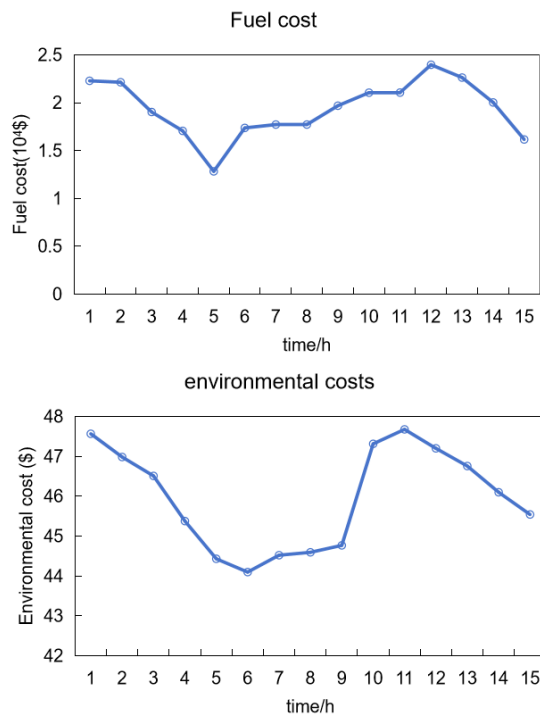 Fuel cost
Fuel cost(10⁴$)
2.5
2
1.5
1
0.5
0
1 2 3 4 5 6 7 8 9 10 11 12 13 14 15
time/h
environmental costs
Environmental cost ($)
48
47
46
45
44
43
42
1 2 3 4 5 6 7 8 9 10 11 12 13 14 15
time/h